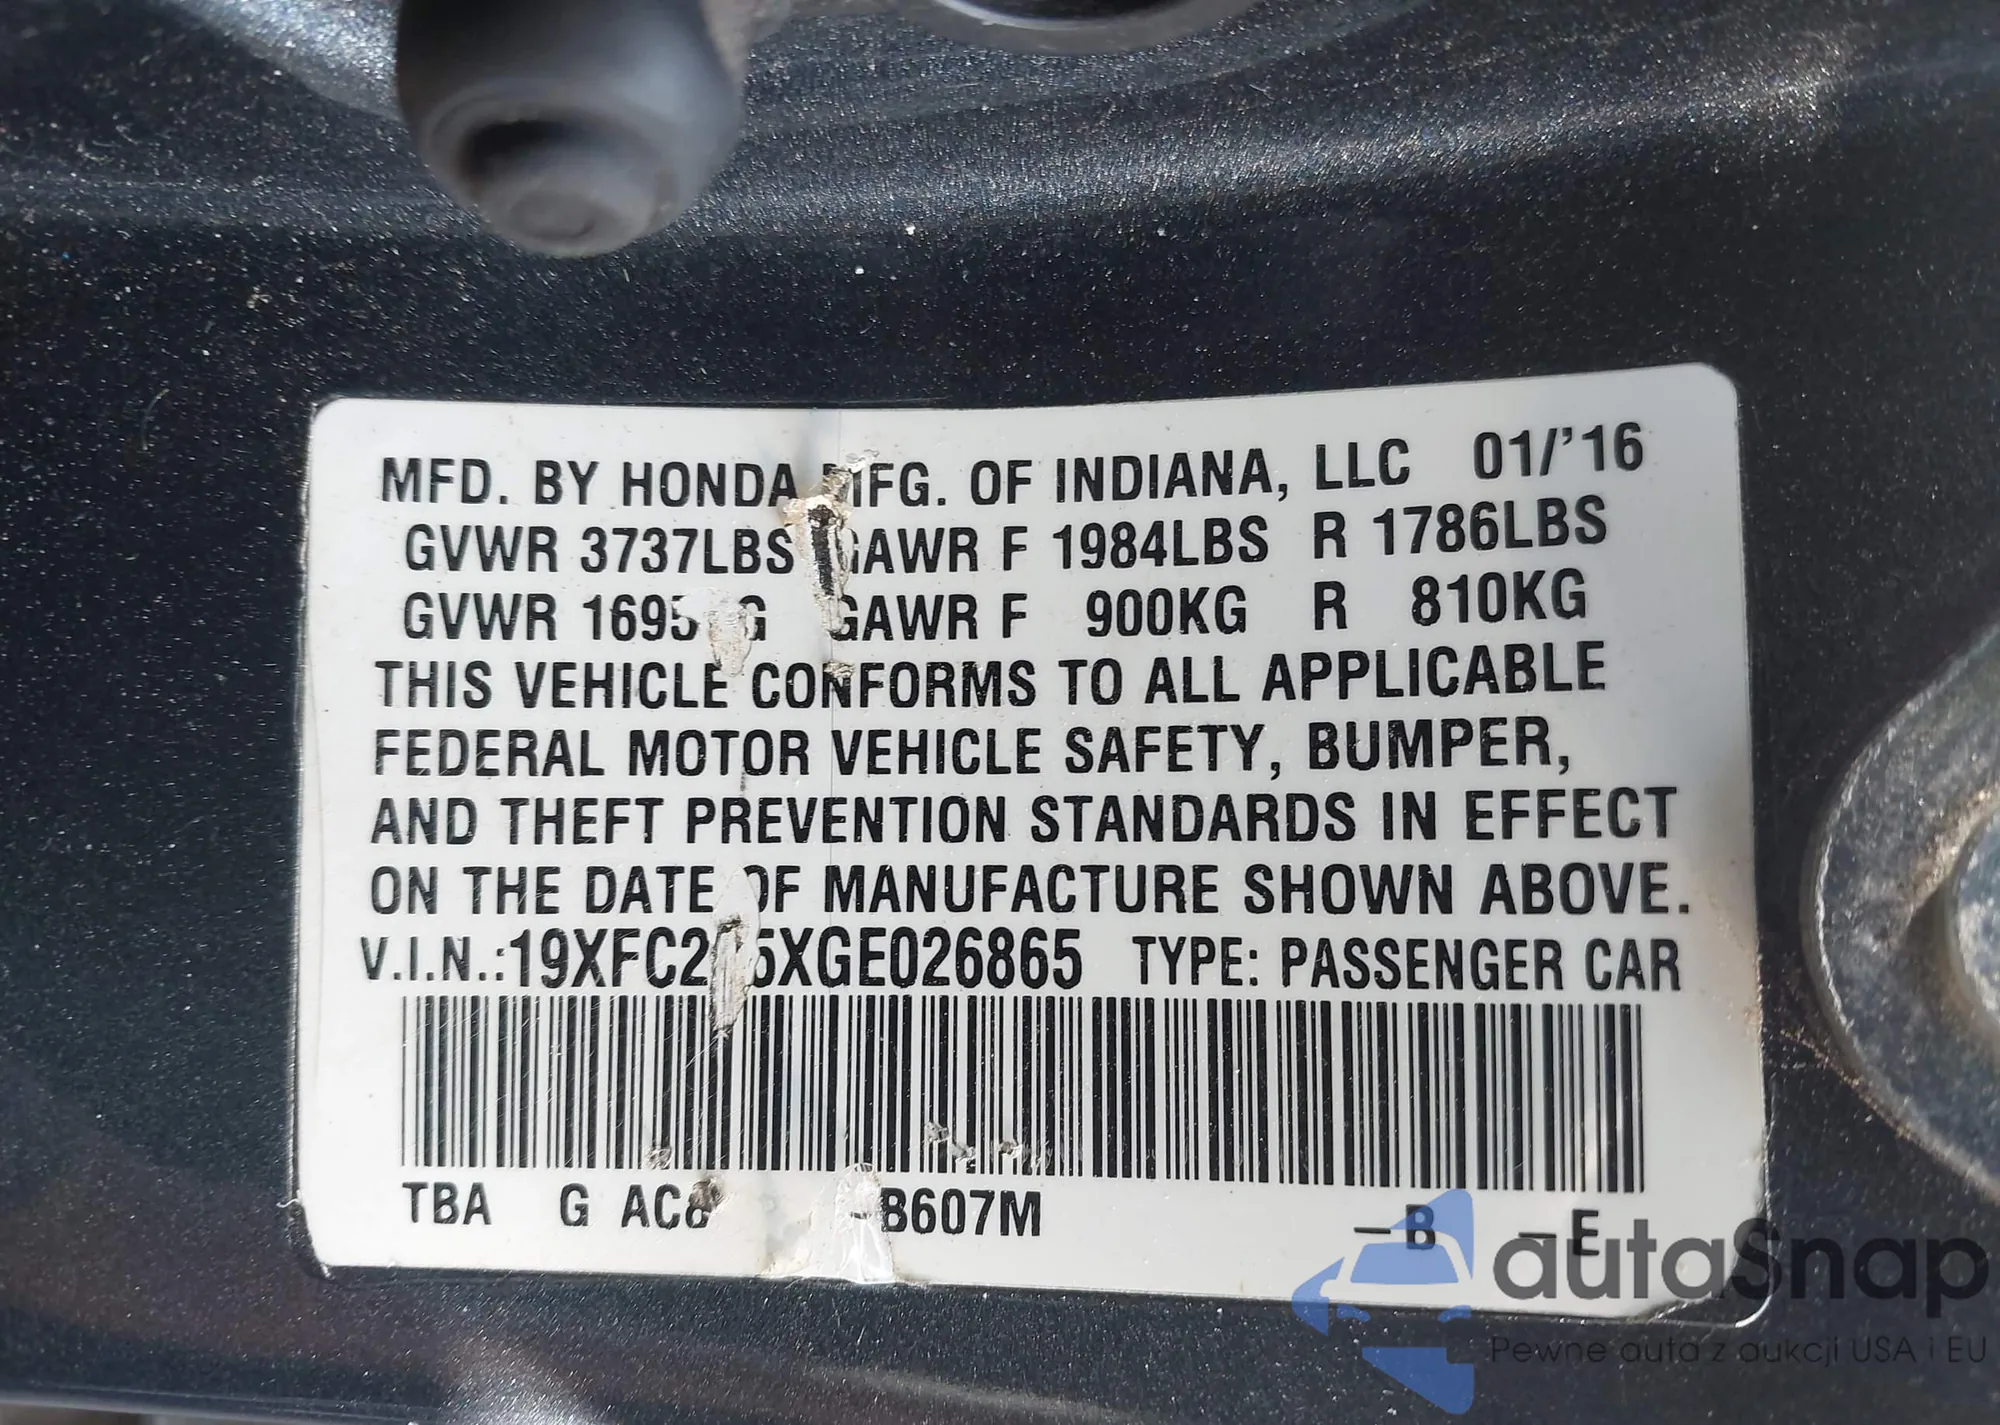 MFD. BY HONDA MFG. OF INDIANA, LLC 01/'16
GVWR 3737LBS GAWR F 1984LBS R 1786LBS
GVWR GAWR F 900KG R 810KG
THIS VEHICLE CONFORMS TO ALL APPLICABLE
FEDERAL MOTOR VEHICLE SAFETY, BUMPER,
AND THEFT PREVENTION STANDARDS IN EFFECT
ON THE DATE OF MANUFACTURE SHOWN ABOVE.
V.I.N.: TYPE: PASSENGER CAR
TBA G B607M -B -E
autaSnap
Pewne auta z aukcji USA i EU